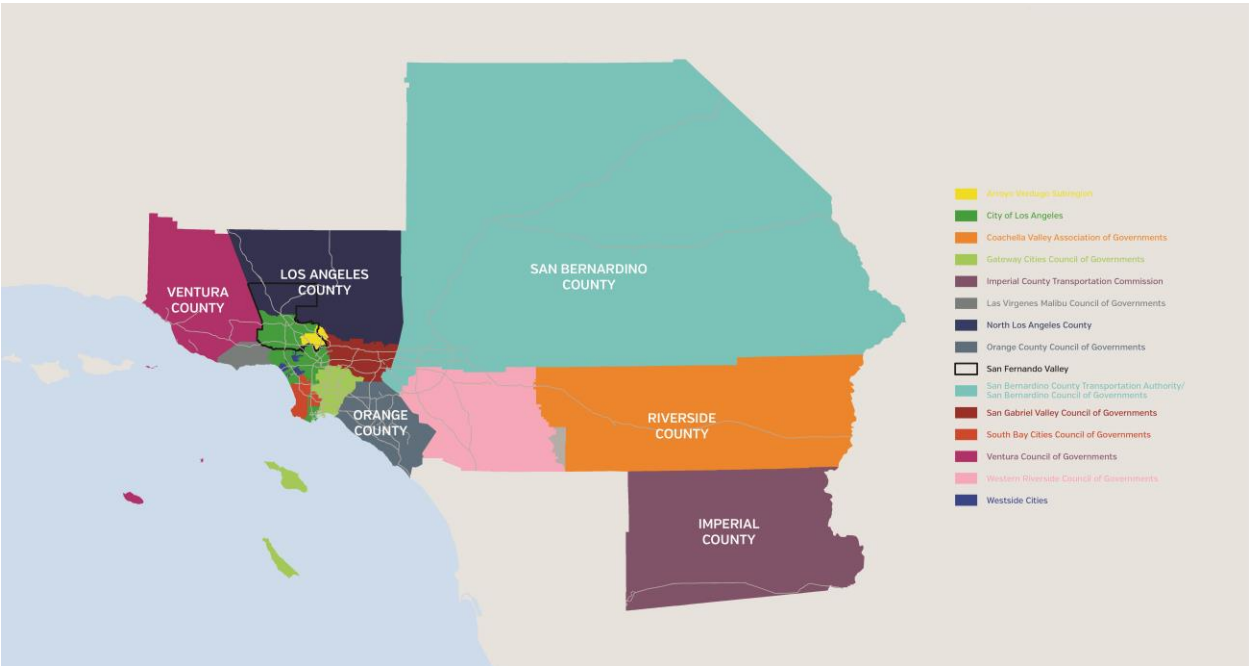 VENTURA
COUNTY
LOS ANGELES
COUNTY
SAN BERNARDINO
COUNTY
ORANGE
COUNTY
RIVERSIDE
COUNTY
IMPERIAL
COUNTY
Arroyo Verdugo Subregion
City of Los Angeles
Coachella Valley Association of Governments
Gateway Cities Council of Governments
Imperial County Transportation Commission
Las Virgenes Malibu Council of Governments
North Los Angeles County
Orange County Council of Governments
San Fernando Valley
San Bernardino County Transportation Authority/
San Bernardino Council of Governments
San Gabriel Valley Council of Governments
South Bay Cities Council of Governments
Ventura Council of Governments
Western Riverside Council of Governments
Westside Cities